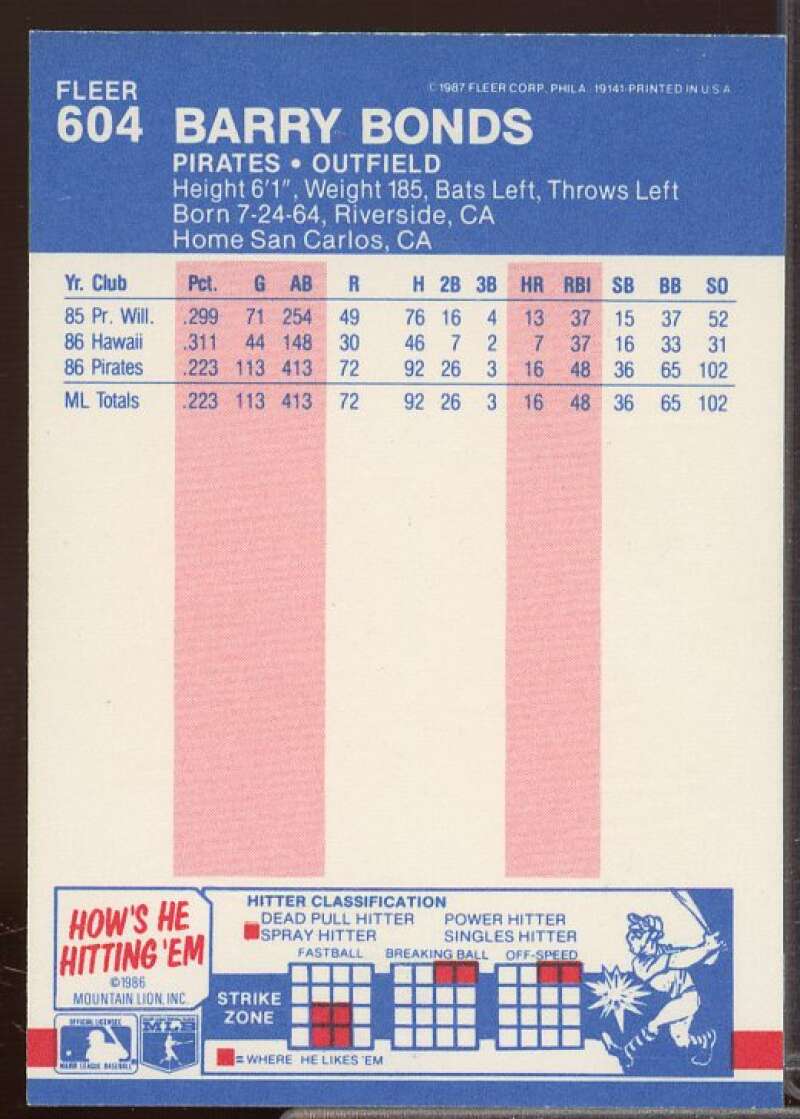 FLEER
©1987 FLEER CORP. PHILA. 19141-PRINTED IN U.S.A.
604 BARRY BONDS
PIRATES • OUTFIELD
Height 6'1", Weight 185, Bats Left, Throws Left
Born 7-24-64, Riverside, CA
Home San Carlos, CA
Yr. Club Pct. G AB R H 2B 3B HR RBI SB BB SO
85 Pr. Will. .299 71 254 49 76 16 4 13 37 15 37 52
86 Hawaii .311 44 148 30 46 7 2 7 37 16 33 31
86 Pirates .223 113 413 72 92 26 3 16 48 36 65 102
ML Totals .223 113 413 72 92 26 3 16 48 36 65 102
HOW'S HE
HITTING 'EM
©1986
MOUNTAIN LION, INC.
HITTER CLASSIFICATION
DEAD PULL HITTER POWER HITTER
SPRAY HITTER SINGLES HITTER
FASTBALL BREAKING BALL OFF-SPEED
STRIKE
ZONE
= WHERE HE LIKES 'EM
OFFICIAL LICENSEE
MAJOR LEAGUE BASEBALL
MLB